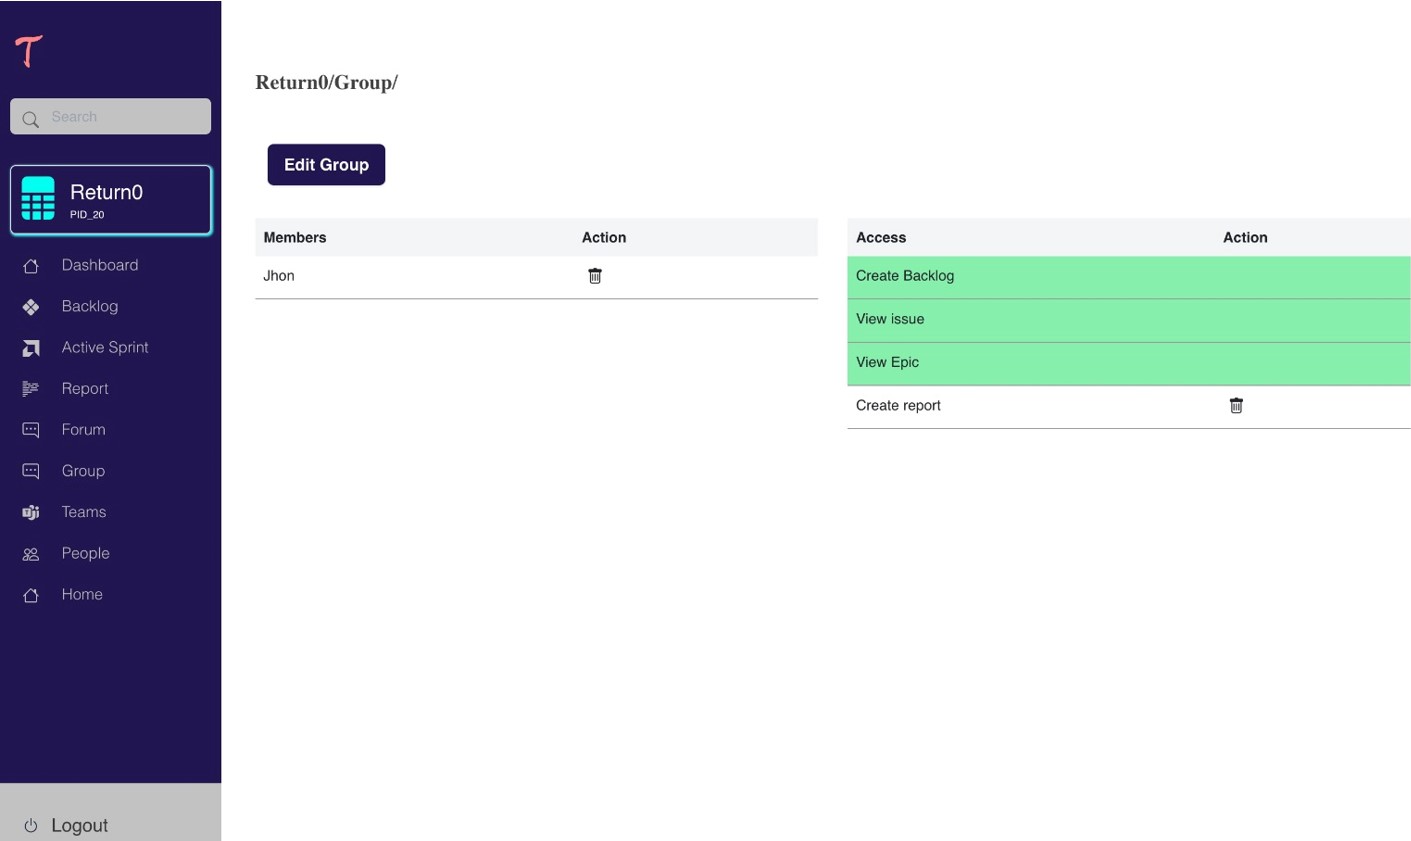 T
Search
Return0
PID_20
Dashboard
Backlog
Active Sprint
Report
Forum
Group
Teams
People
Home
Logout
Return0/Group/
Edit Group
Members Action
Jhon
Access Action
Create Backlog
View issue
View Epic
Create report